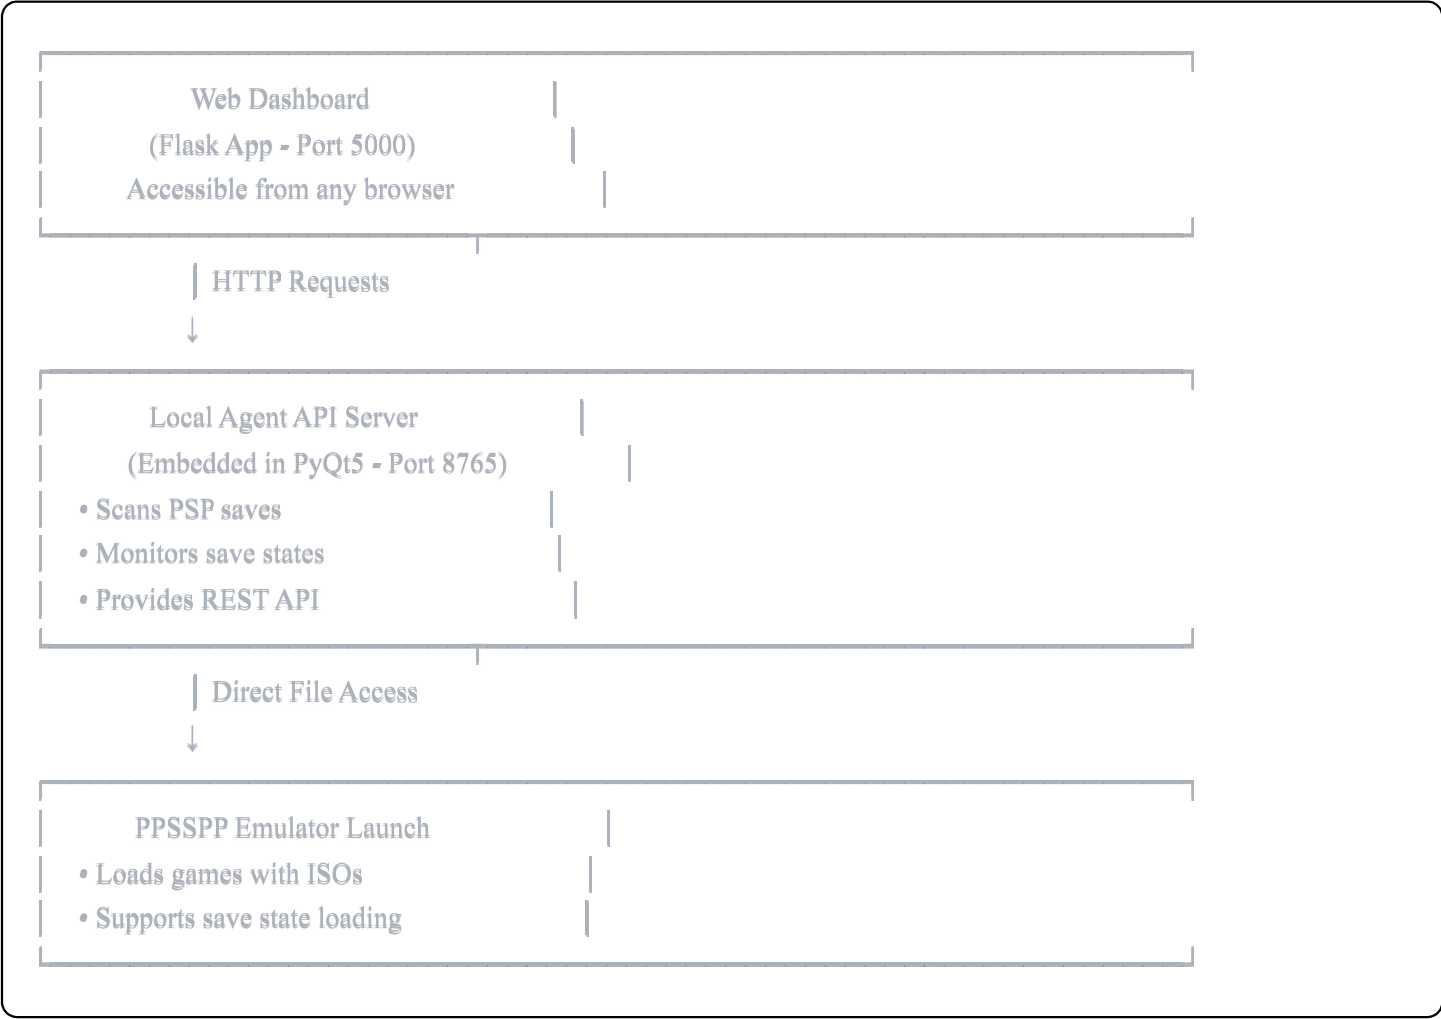 Web Dashboard
(Flask App - Port 5000)
Accessible from any browser
HTTP Requests
↓
Local Agent API Server
(Embedded in PyQt5 - Port 8765)
• Scans PSP saves
• Monitors save states
• Provides REST API
Direct File Access
↓
PPSSPP Emulator Launch
• Loads games with ISOs
• Supports save state loading